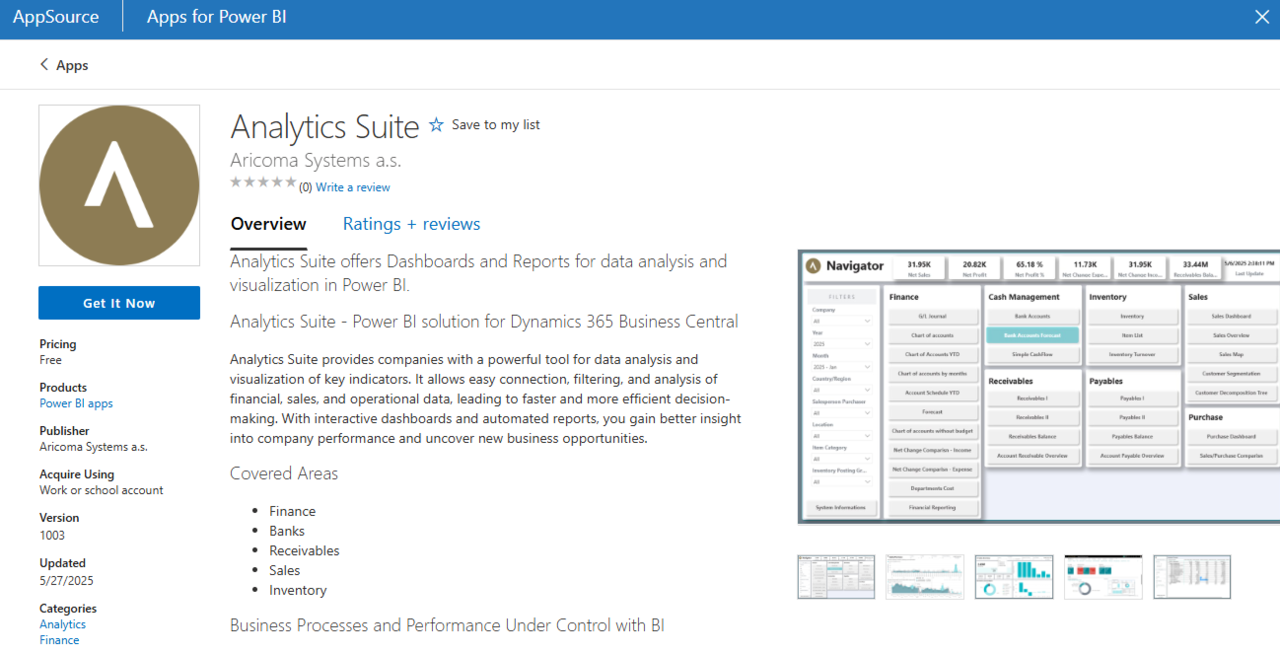 AppSource
Apps for Power BI
Apps
Analytics Suite
Save to my list
Aricoma Systems a.s.
(0) Write a review
Overview
Ratings + reviews
Get It Now
Pricing
Free
Products
Power BI apps
Publisher
Aricoma Systems a.s.
Acquire Using
Work or school account
Version
1003
Updated
5/27/2025
Categories
Analytics
Finance
Analytics Suite offers Dashboards and Reports for data analysis and
visualization in Power BI.
Analytics Suite - Power BI solution for Dynamics 365 Business Central
Analytics Suite provides companies with a powerful tool for data analysis and
visualization of key indicators. It allows easy connection, filtering, and analysis of
financial, sales, and operational data, leading to faster and more efficient decision-
making. With interactive dashboards and automated reports, you gain better insight
into company performance and uncover new business opportunities.
Covered Areas
• Finance
• Banks
• Receivables
• Sales
• Inventory
Business Processes and Performance Under Control with BI
Navigator
31.95K
Net Sales
20.82K
Net Profit
65.18 %
Net Profit %
11.73K
Net Change Expe...
31.95K
Net Change Inco...
33.44M
Receivables Bala...
Last Update
FILTERS
Company
All
Year
2025
Month
2025 - Jan
Country/Region
All
Salesperson Purchaser
All
Location
All
Item Category
All
Inventory Posting Gr...
All
System Informations
Finance
G/L Journal
Chart of accounts
Chart of Accounts YTD
Chart of accounts by months
Account Schedule YTD
Forecast
Chart of accounts without budget
Net Change Comparies - Income
Net Change Comparies - Expense
Departments Cost
Financial Reporting
Cash Management
Bank Accounts
Bank Accounts Forecast
Simple Cashflow
Receivables
Receivables I
Receivables II
Receivables Balance
Account Receivable Overview
Inventory
Inventory
Item List
Inventory Turnover
Payables
Payables I
Payables II
Payables Balance
Account Payable Overview
Sales
Sales Dashboard
Sales Overview
Sales Map
Customer Segmentation
Customer Decomposition Tree
Purchase
Purchase Dashboard
Sales/Purchase Companies